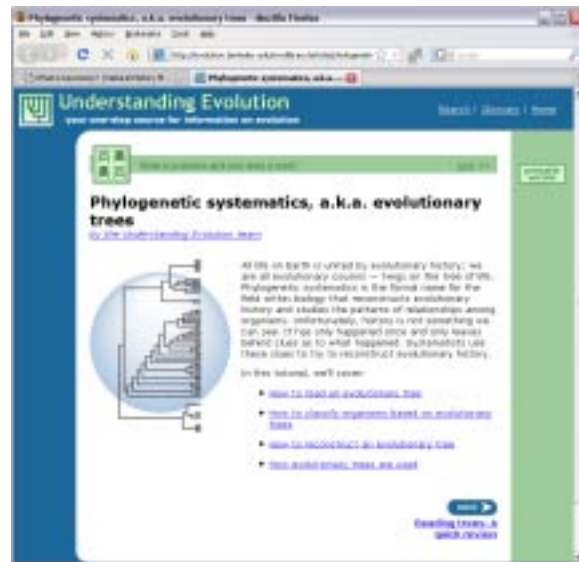 Phylogenetic systematics, a.k.a. evolutionary trees - Mozilla Firefox
Understanding Evolution
your one-stop source for information on evolution
Search | Glossary | Home
Phylogenetic systematics, a.k.a. evolutionary
trees
by the Understanding Evolution team
All life on Earth is united by evolutionary history; we
are all evolutionary cousins — twigs on the tree of life.
Phylogenetic systematics is the formal name for the
field within biology that reconstructs evolutionary
history and studies the patterns of relationships among
organisms. Unfortunately, history is not something we
can see. It has only happened once and only leaves
behind clues as to what happened. Systematists use
these clues to try to reconstruct evolutionary history.
In this tutorial, we'll cover:
How to read an evolutionary tree
How to classify organisms based on evolutionary
trees
How to reconstruct an evolutionary tree
How evolutionary trees are used
next
Reading trees: A
quick review